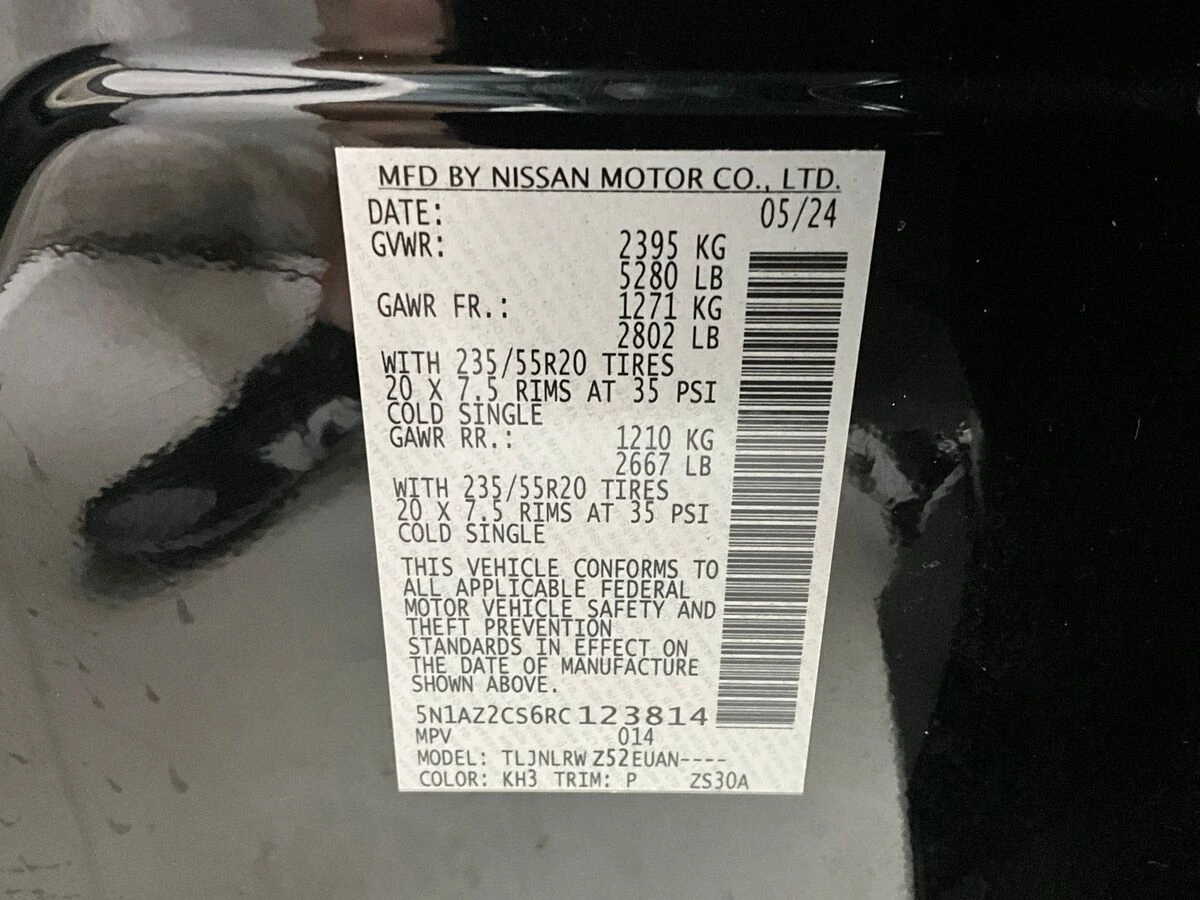 MFD BY NISSAN MOTOR CO., LTD.
DATE: 05/24
GVWR: 2395 KG
5280 LB
GAWR FR.: 1271 KG
2802 LB
WITH 235/55R20 TIRES
20 X 7.5 RIMS AT 35 PSI
COLD SINGLE
GAWR RR.: 1210 KG
2667 LB
WITH 235/55R20 TIRES
20 X 7.5 RIMS AT 35 PSI
COLD SINGLE
THIS VEHICLE CONFORMS TO
ALL APPLICABLE FEDERAL
MOTOR VEHICLE SAFETY AND
THEFT PREVENTION
STANDARDS IN EFFECT ON
THE DATE OF MANUFACTURE
SHOWN ABOVE.
5N1AZ2CS6RC123814
MPV 014
MODEL: TLJNLRW Z52EUAN----
COLOR: KH3 TRIM: P ZS30A